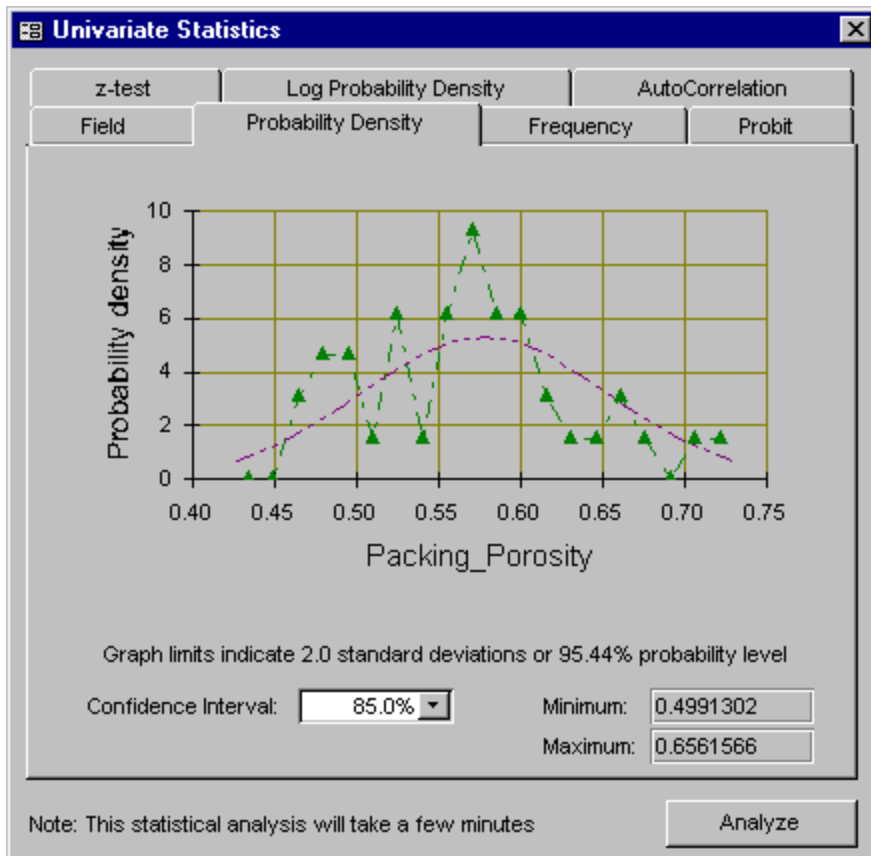 Univariate Statistics
z-test Log Probability Density AutoCorrelation
Field Probability Density Frequency Probit
Probability density
10
8
6
4
2
0
0.40 0.45 0.50 0.55 0.60 0.65 0.70 0.75
Packing_Porosity
Graph limits indicate 2.0 standard deviations or 95.44% probability level
Confidence Interval: 85.0% Minimum: 0.4991302
Maximum: 0.6561566
Note: This statistical analysis will take a few minutes Analyze